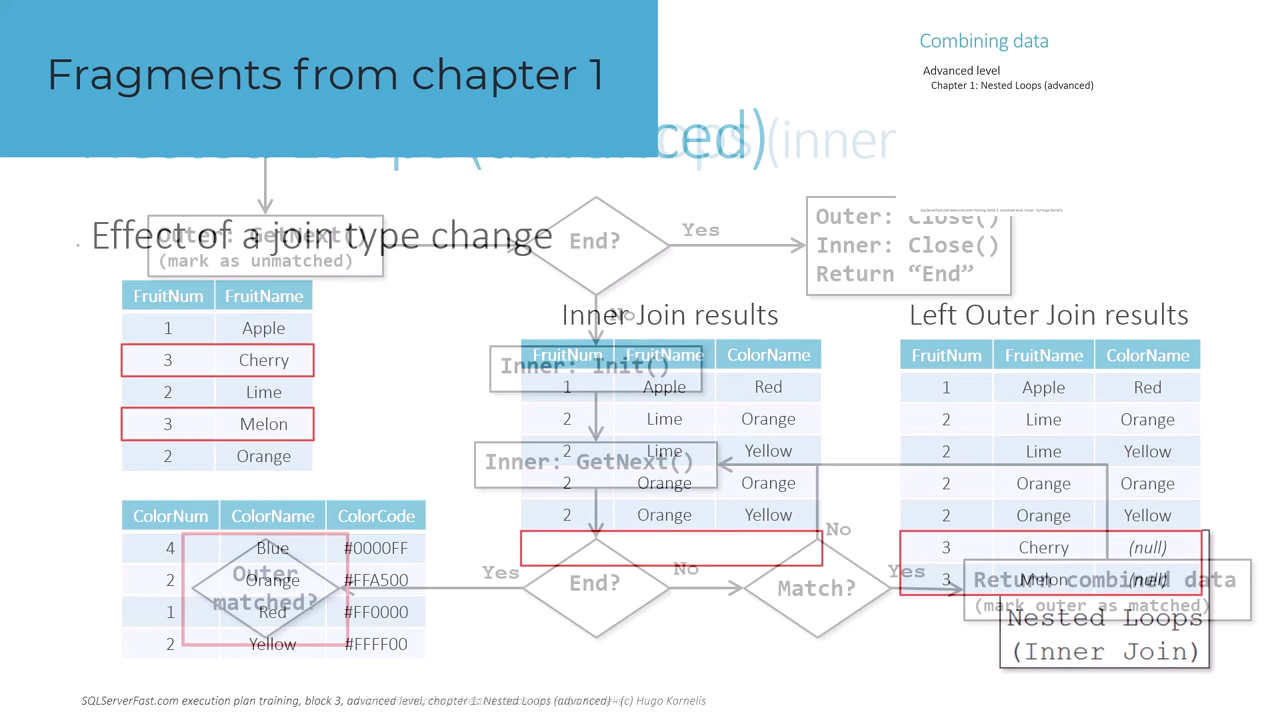 Fragments from chapter 1
Combining data
Advanced level
Chapter 1: Nested Loops (advanced)
Nested Loops (advanced)
(inner
Effect of a join type change
Outer: GetNext()
(mark as unmatched)
End?
Yes
Outer: Close()
Inner: Close()
Return “End”
No
FruitNum FruitName
1 Apple
3 Cherry
2 Lime
3 Melon
2 Orange
Inner Join results
FruitNum FruitName ColorName
1 Apple Red
2 Lime Orange
2 Lime Yellow
2 Orange Orange
2 Orange Yellow
Left Outer Join results
FruitNum FruitName ColorName
1 Apple Red
2 Lime Orange
2 Lime Yellow
2 Orange Orange
2 Orange Yellow
3 Cherry (null)
3 Melon (null)
Inner: Init()
Inner: GetNext()
ColorNum ColorName ColorCode
4 Blue #0000FF
2 Orange #FFA500
1 Red #FF0000
2 Yellow #FFFF00
Outer
matched?
Yes
End?
No
Match?
No
Yes
Return combined data
(mark outer as matched)
Nested Loops
(Inner Join)
SQLServerFast.com execution plan training, block 3, advanced level, chapter 1: Nested Loops (advanced) - (c) Hugo Kornelis